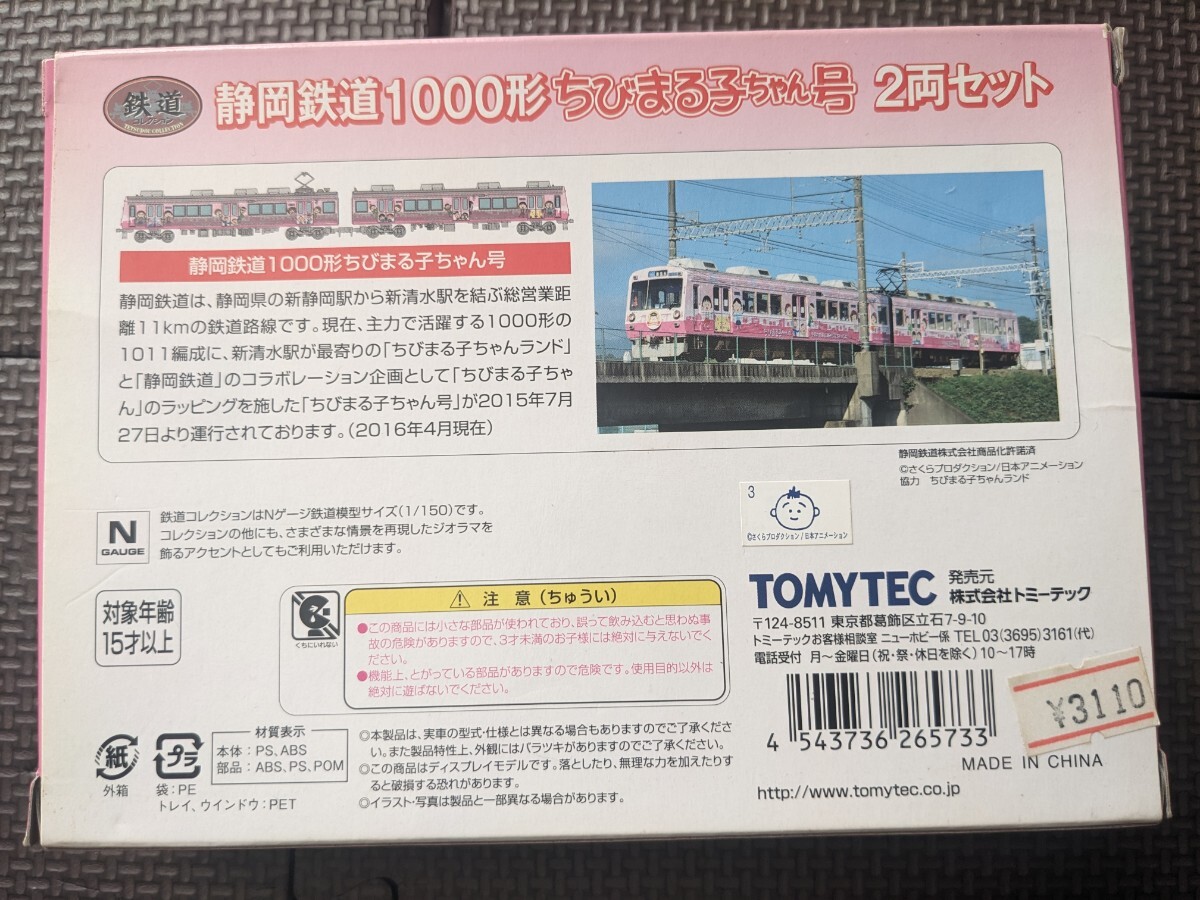 鉄道
コレクション
TETSUDOU COLLECTION
静岡鉄道1000形ちびまる子ちゃん号 2両セット
静岡鉄道1000形ちびまる子ちゃん号
静岡鉄道は、静岡県の新静岡駅から新清水駅を結ぶ総営業距
離11kmの鉄道路線です。現在、主力で活躍する1000形の
1011編成に、新清水駅が最寄りの「ちびまる子ちゃんランド」
と「静岡鉄道」のコラボレーション企画として「ちびまる子ちゃ
ん」のラッピングを施した「ちびまる子ちゃん号」が2015年7月
27日より運行されております。(2016年4月現在)
静岡鉄道株式会社商品化許諾済
©さくらプロダクション/日本アニメーション
協力 ちびまる子ちゃんランド
N
GAUGE
鉄道コレクションはNゲージ鉄道模型サイズ(1/150)です。
コレクションの他にも、さまざまな情景を再現したジオラマを
飾るアクセントとしてもご利用いただけます。
3
©さくらプロダクション/日本アニメーション
対象年齢
15才以上
くちにいれない
注意(ちゅうい)
●この商品には小さな部品が使われており、誤って飲み込むと思わぬ事
故の危険がありますので、3才未満のお子様には絶対に与えないでく
ださい。
●機能上、とがっている部品がありますので危険です。使用目的以外は
絶対に遊ばないでください。
TOMYTEC 発売元
株式会社トミーテック
〒124-8511 東京都葛飾区立石7-9-10
トミーテックお客様相談室 ニューホビー係 TEL 03(3695)3161(代)
電話受付 月～金曜日(祝・祭・休日を除く)10～17時
¥3110
4 543736 265733
MADE IN CHINA
http://www.tomytec.co.jp
紙
外箱
プラ
袋:PE
トレイ、ウインドウ:PET
材質表示
本体:PS、ABS
部品:ABS、PS、POM
◎本製品は、実車の型式・仕様とは異なる場合もありますのでご了承くださ
い。また製品特性上、外観にはバラツキがありますのでご了承ください。
◎この商品はディスプレイモデルです。落としたり、無理な力を加えたりす
ると破損する恐れがあります。
◎イラスト・写真は製品と一部異なる場合があります。